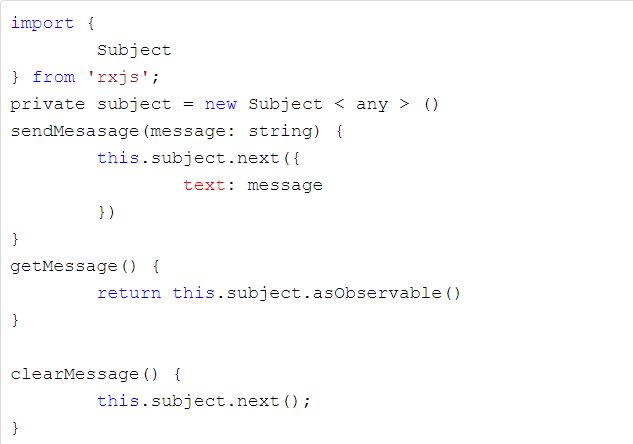 import {
        Subject
} from 'rxjs';
private subject = new Subject < any > ()
sendMesasage(message: string) {
        this.subject.next({
                text: message
        })
}
getMessage() {
        return this.subject.asObservable()
}

clearMessage() {
        this.subject.next();
}